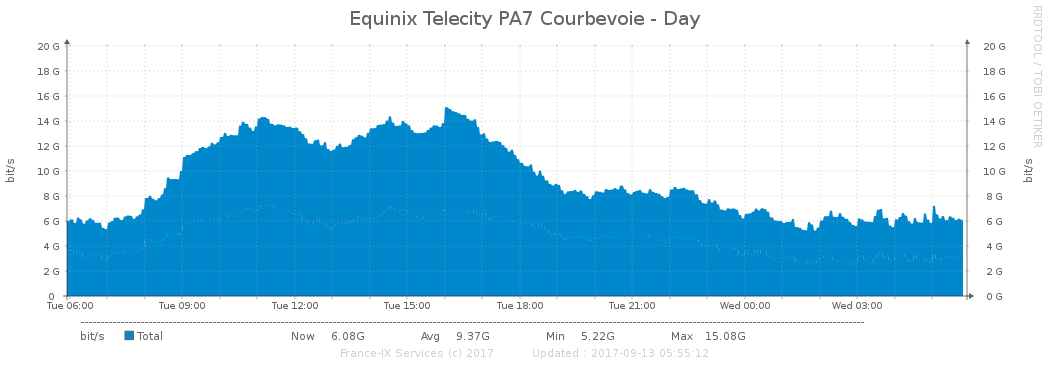 Equinix Telecity PA7 Courbevoie - Day
RRDTOOL / TOBI OETIKER
bit/s
bit/s
20 G 20 G
18 G 18 G
16 G 16 G
14 G 14 G
12 G 12 G
10 G 10 G
8 G 8 G
6 G 6 G
4 G 4 G
2 G 2 G
0 0 G
Tue 06:00 Tue 09:00 Tue 12:00 Tue 15:00 Tue 18:00 Tue 21:00 Wed 00:00 Wed 03:00
bit/s Total Now 6.08G Avg 9.37G Min 5.22G Max 15.08G
France-IX Services (c) 2017 Updated : 2017-09-13 05:55:12